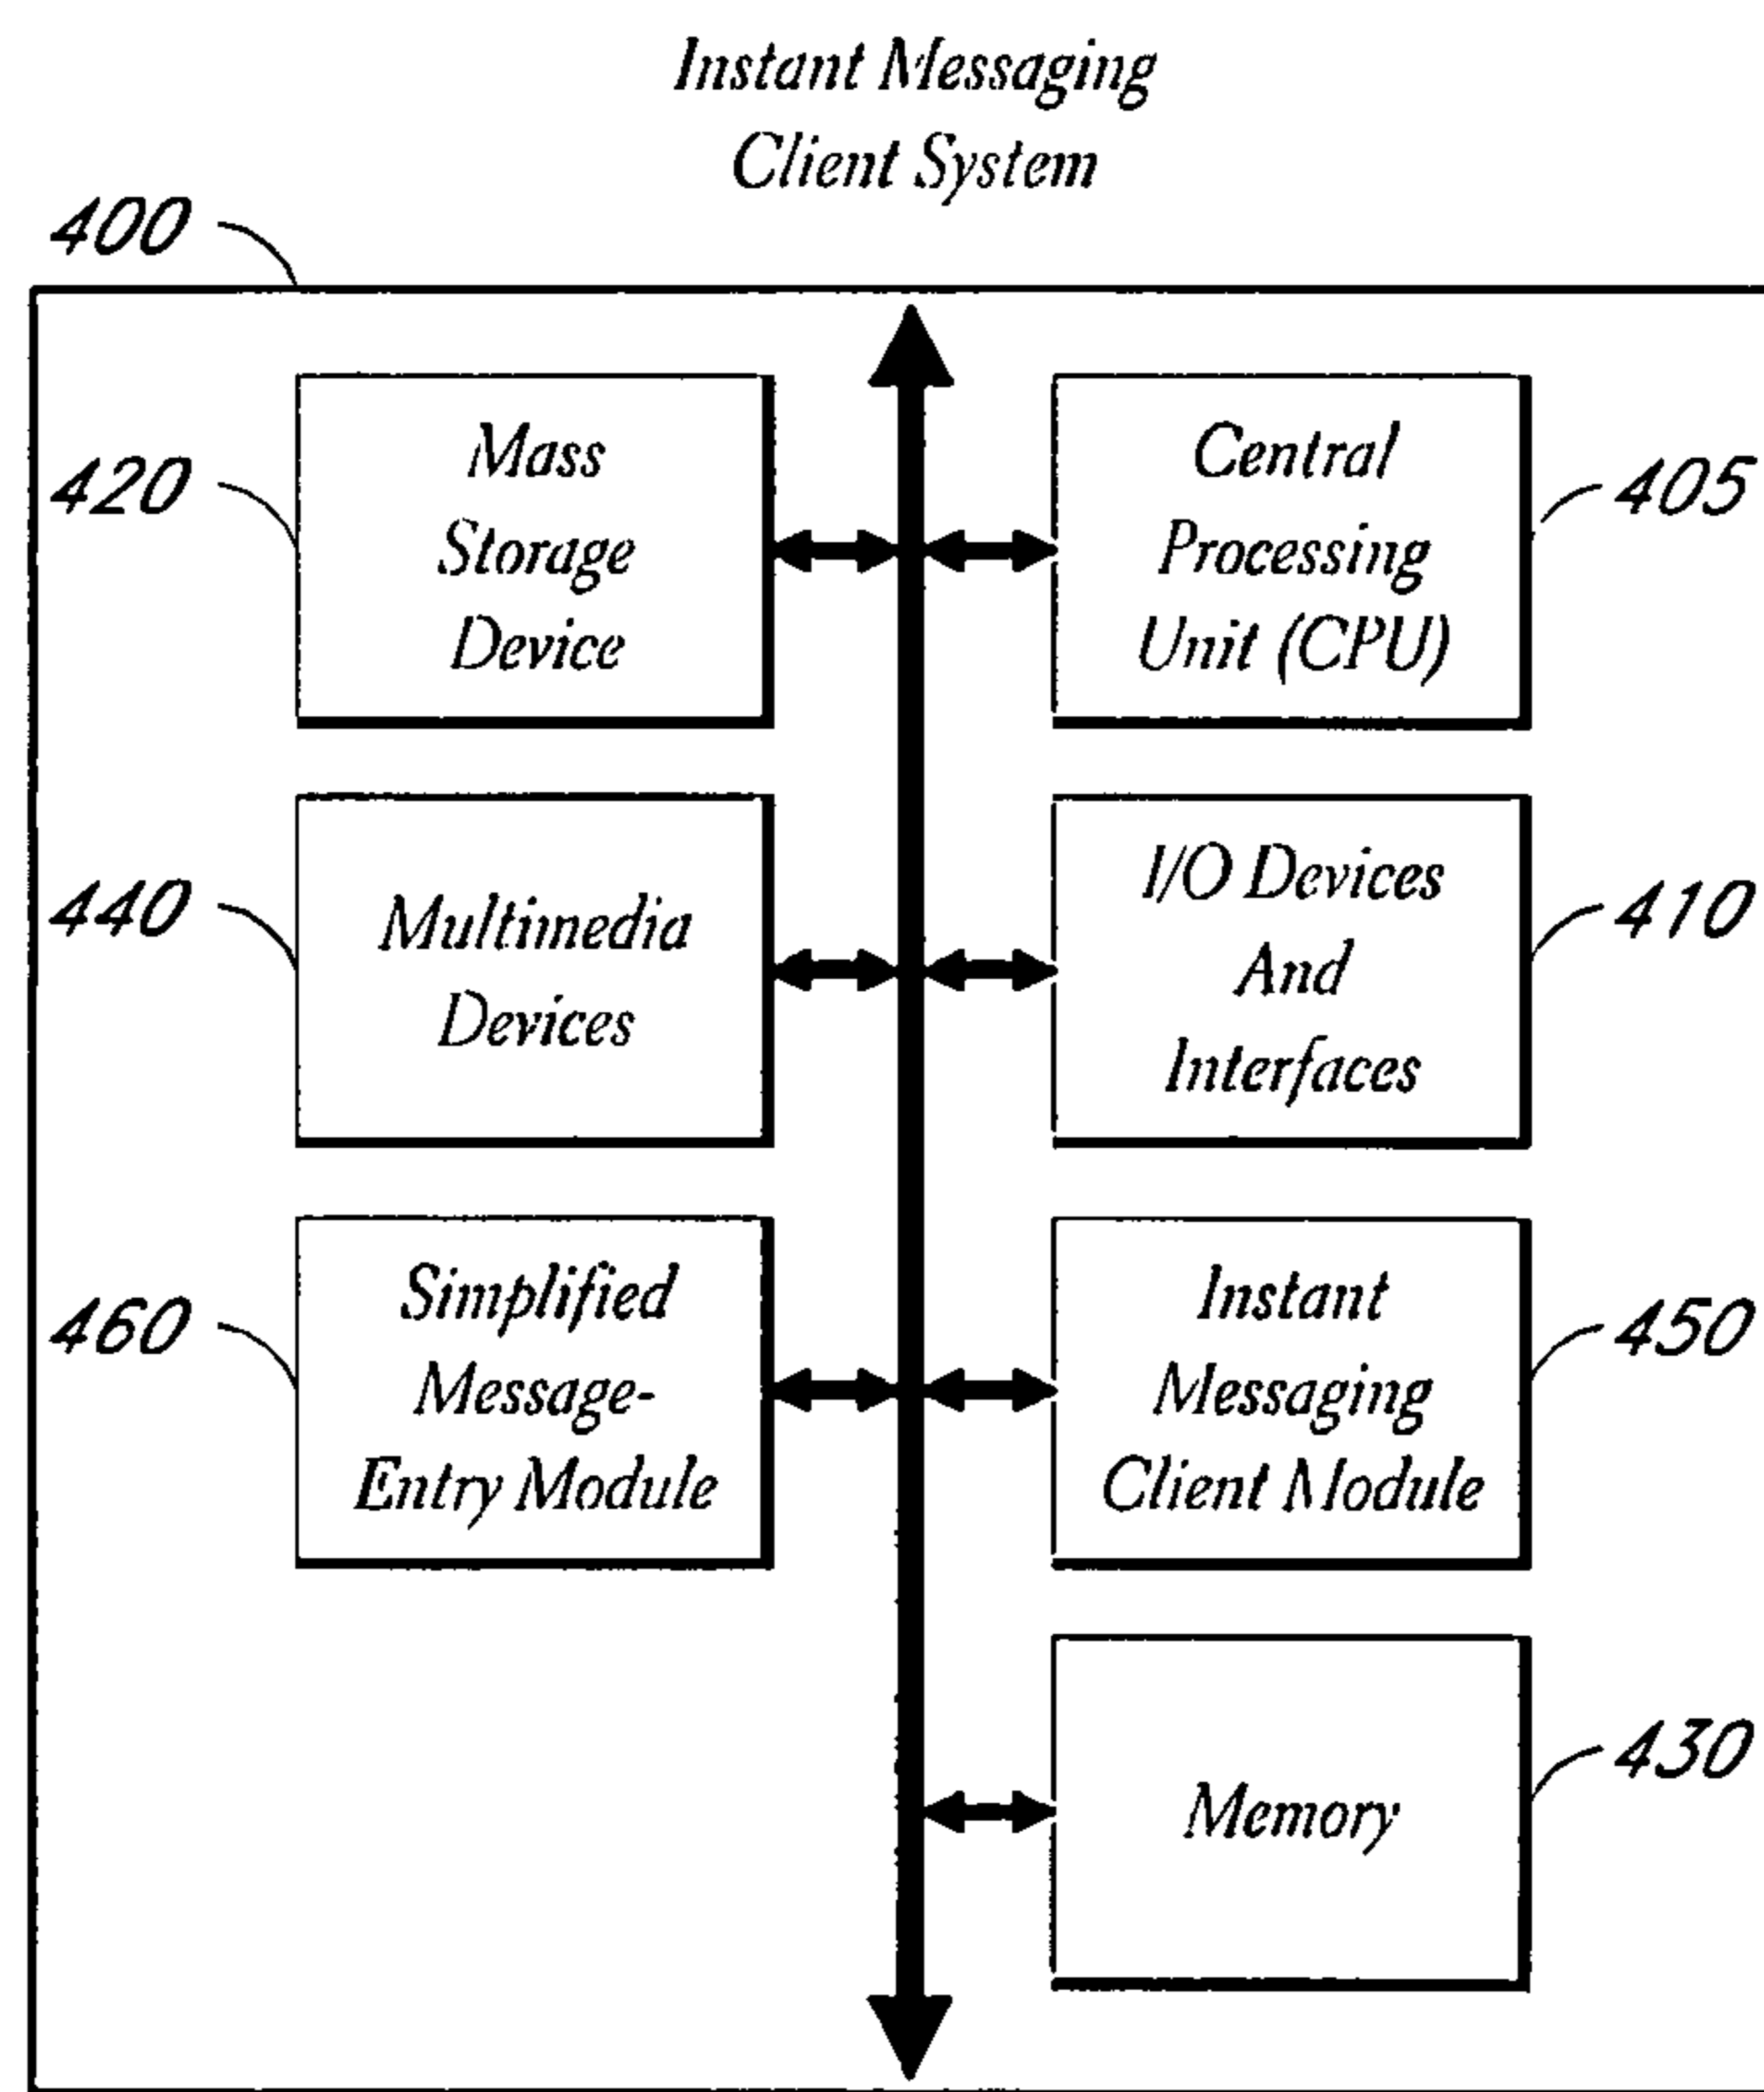 Instant Messaging
Client System
400
420
Mass
Storage
Device
Central
Processing
Unit (CPU)
405
440
Multimedia
Devices
I/O Devices
And
Interfaces
410
460
Simplified
Message-
Entry Module
Instant
Messaging
Client Module
450
Memory
430